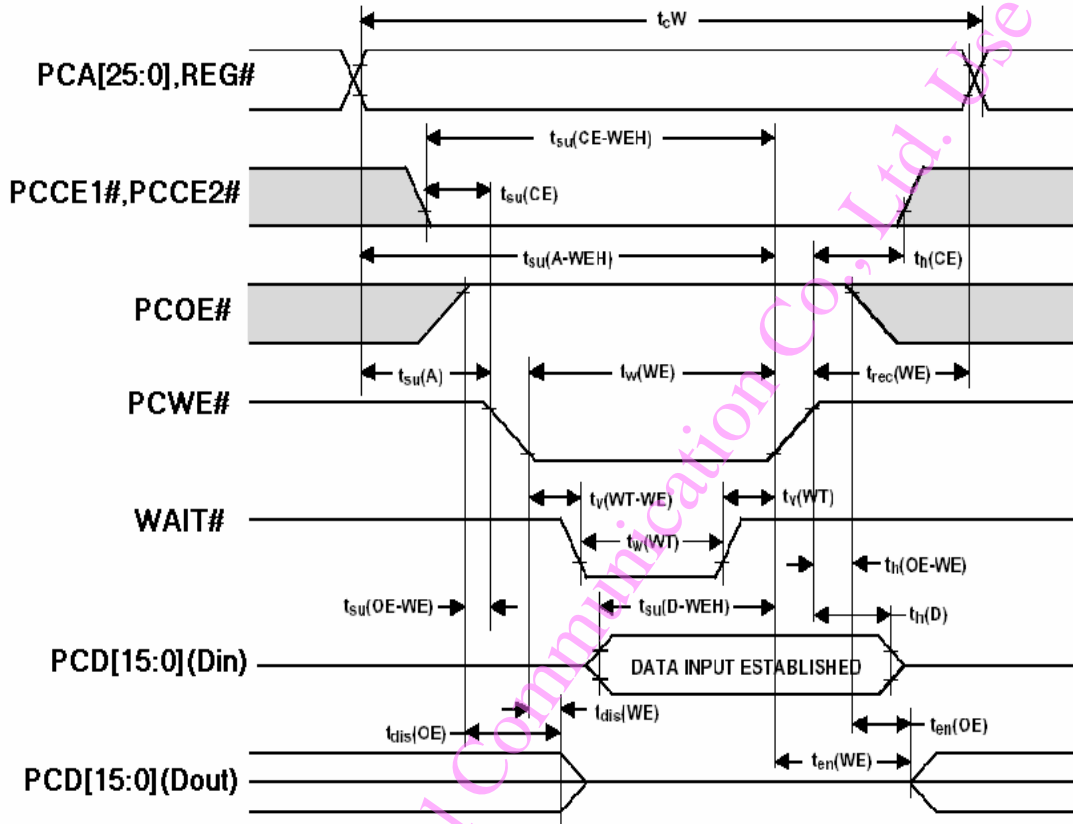 tcW
PCA[25:0],REG#
tsu(CE-WEH)
PCCE1#,PCCE2#
tsu(CE)
tsu(A-WEH)
th(CE)
PCOE#
tsu(A)
tw(WE)
trec(WE)
PCWE#
tv(WT-WE)
tv(WT)
WAIT#
tw(WT)
th(OE-WE)
tsu(OE-WE)
tsu(D-WEH)
th(D)
PCD[15:0](Din)
DATA INPUT ESTABLISHED
tdis(WE)
tdis(OE)
ten(OE)
ten(WE)
PCD[15:0](Dout)
Communication Co., Ltd. Use